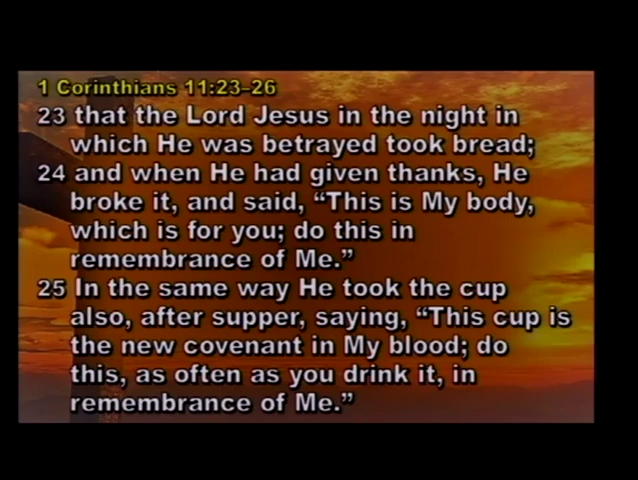 1 Corinthians 11:23-26
23 that the Lord Jesus in the night in
which He was betrayed took bread;
24 and when He had given thanks, He
broke it, and said, “This is My body,
which is for you; do this in
remembrance of Me.”
25 In the same way He took the cup
also, after supper, saying, “This cup is
the new covenant in My blood; do
this, as often as you drink it, in
remembrance of Me.”